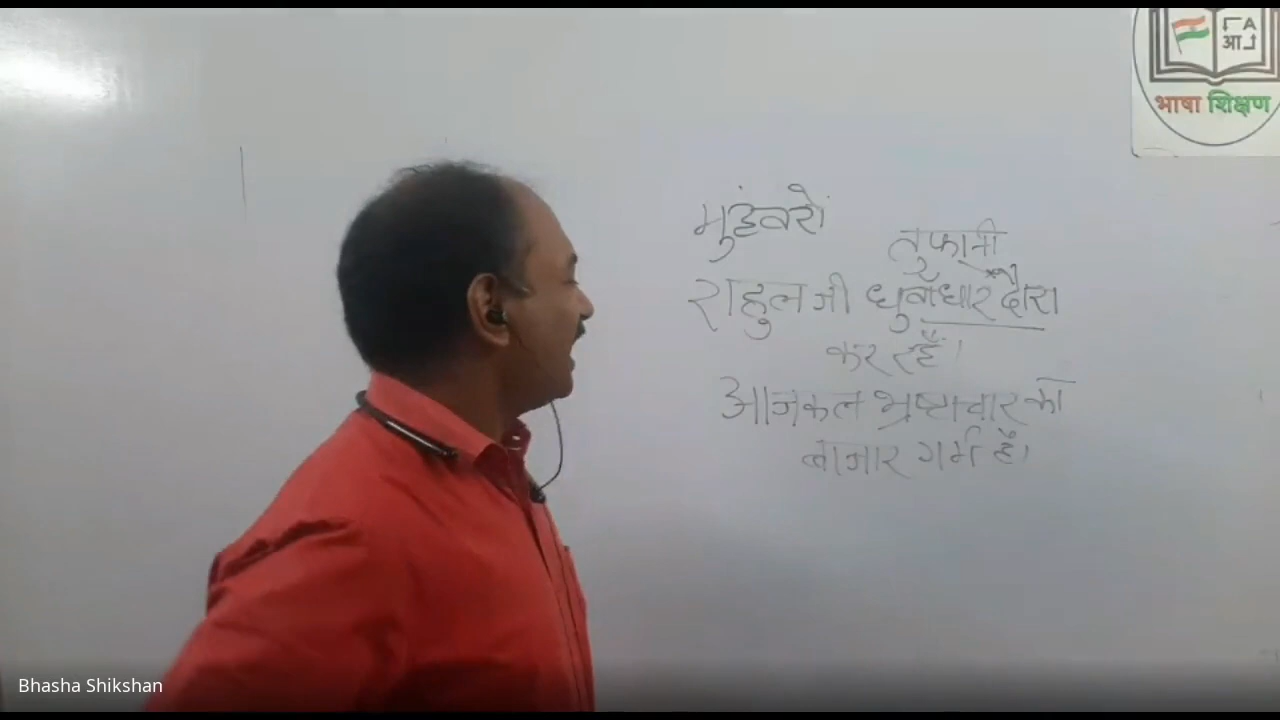 A
आ
भाषा शिक्षण
मुहंवरों
तुफानी
राहुल जी धुवाँधार दौरा
कर रहैं।
आजकल भ्रष्टाचार का
बाजार गर्म है।
Bhasha Shikshan